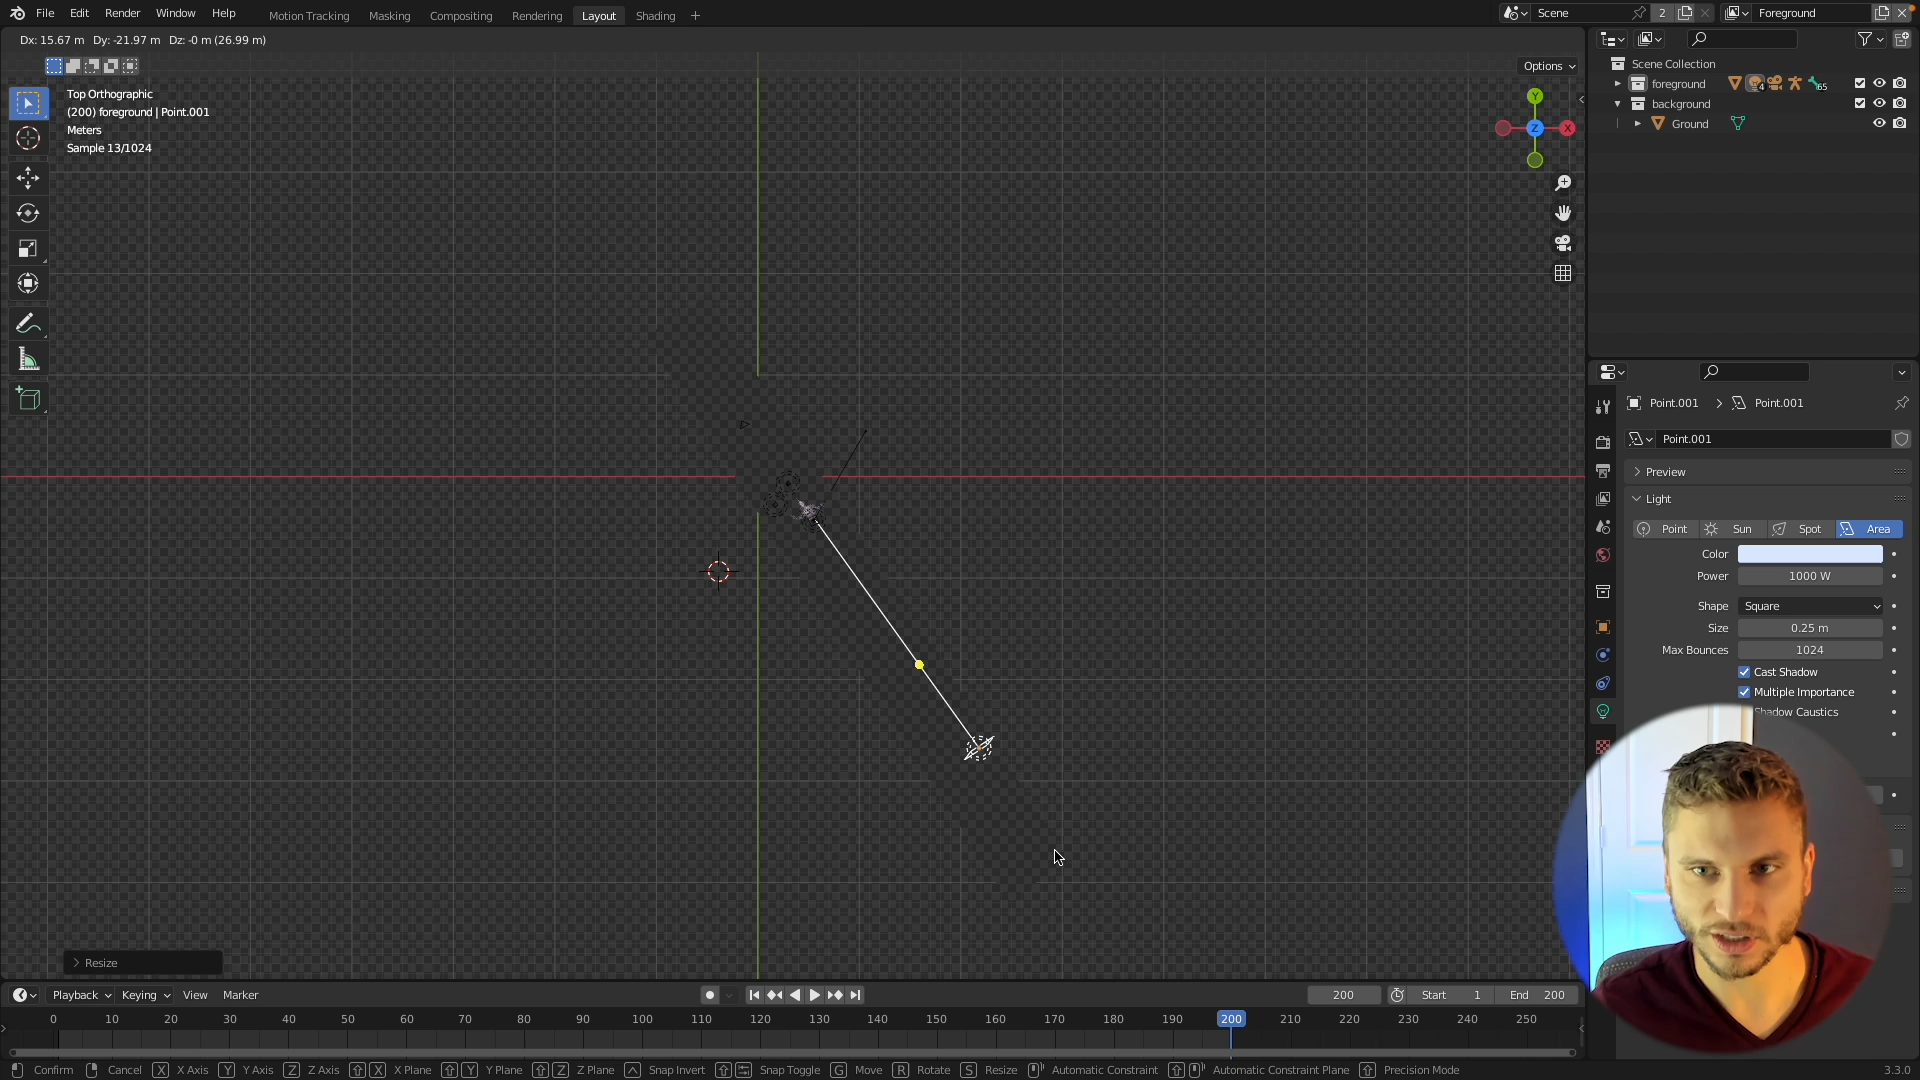 File Edit Render Window Help Motion Tracking Masking Compositing Rendering Layout Shading + Scene 2 Foreground
Dx: 15.67 m Dy: -21.97 m Dz: -0 m (26.99 m)
Options
Top Orthographic
(200) foreground | Point.001
Meters
Sample 13/1024
Y
Z
X
Scene Collection
foreground 4 65
background
Ground
Point.001 > Point.001
Point.001
Preview
Light
Point Sun Spot Area
Color
Power 1000 W
Shape Square
Size 0.25 m
Max Bounces 1024
Cast Shadow
Multiple Importance
Shadow Caustics
Resize
Playback Keying View Marker 200 Start 1 End 200
0 10 20 30 40 50 60 70 80 90 100 110 120 130 140 150 160 170 180 190 200 210 220 230 240 250
Confirm Cancel X X Axis Y Y Axis Z Z Axis X X Plane Y Y Plane Z Z Plane Snap Invert Snap Toggle G Move R Rotate S Resize Automatic Constraint Automatic Constraint Plane Precision Mode 3.3.0